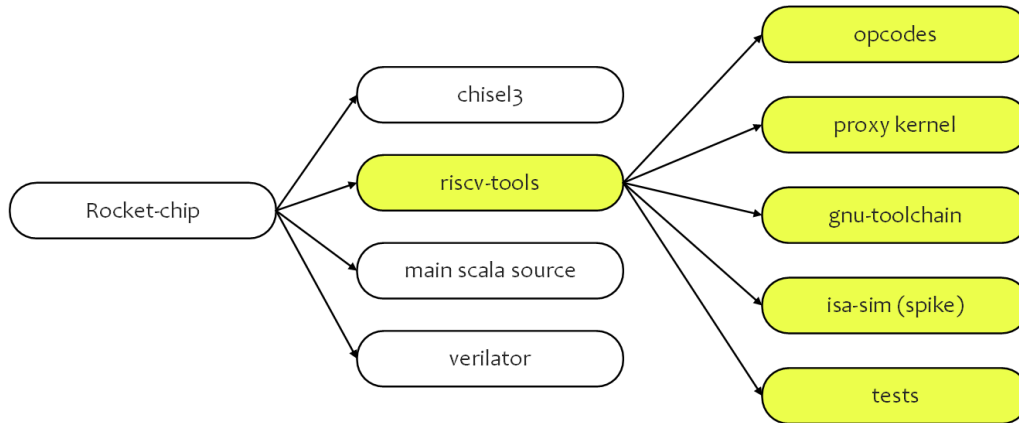 Rocket-chip
chisel3
riscv-tools
main scala source
verilator
opcodes
proxy kernel
gnu-toolchain
isa-sim (spike)
tests